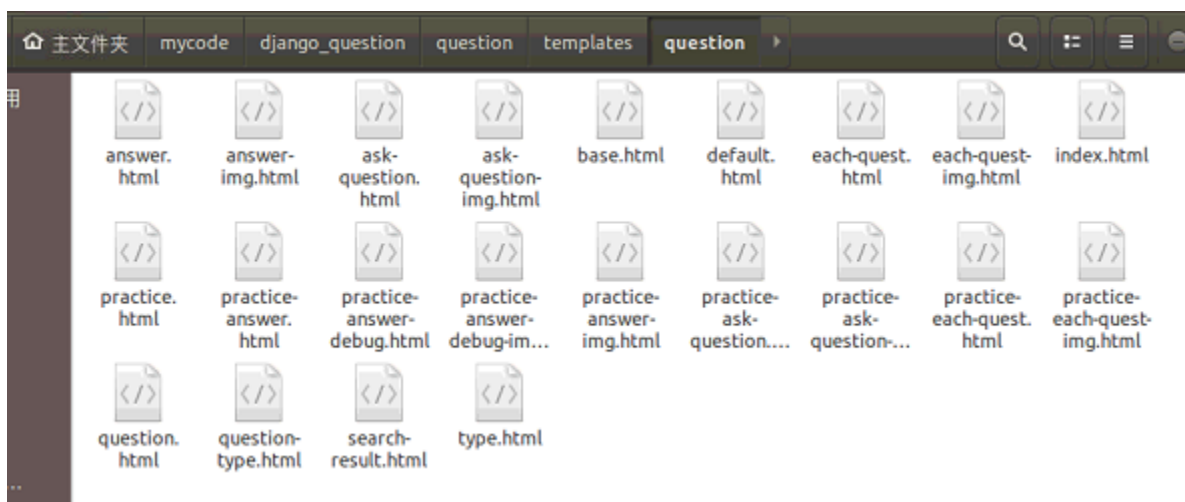 主文件夹 mycode django_question question templates question
用
answer.
html
answer-
img.html
ask-
question.
html
ask-
question-
img.html
base.html
default.
html
each-quest.
html
each-quest-
img.html
index.html
practice.
html
practice-
answer.
html
practice-
answer-
debug.html
practice-
answer-
debug-im...
practice-
answer-
img.html
practice-
ask-
question....
practice-
ask-
question-...
practice-
each-quest.
html
practice-
each-quest-
img.html
question.
html
question-
type.html
search-
result.html
type.html
...